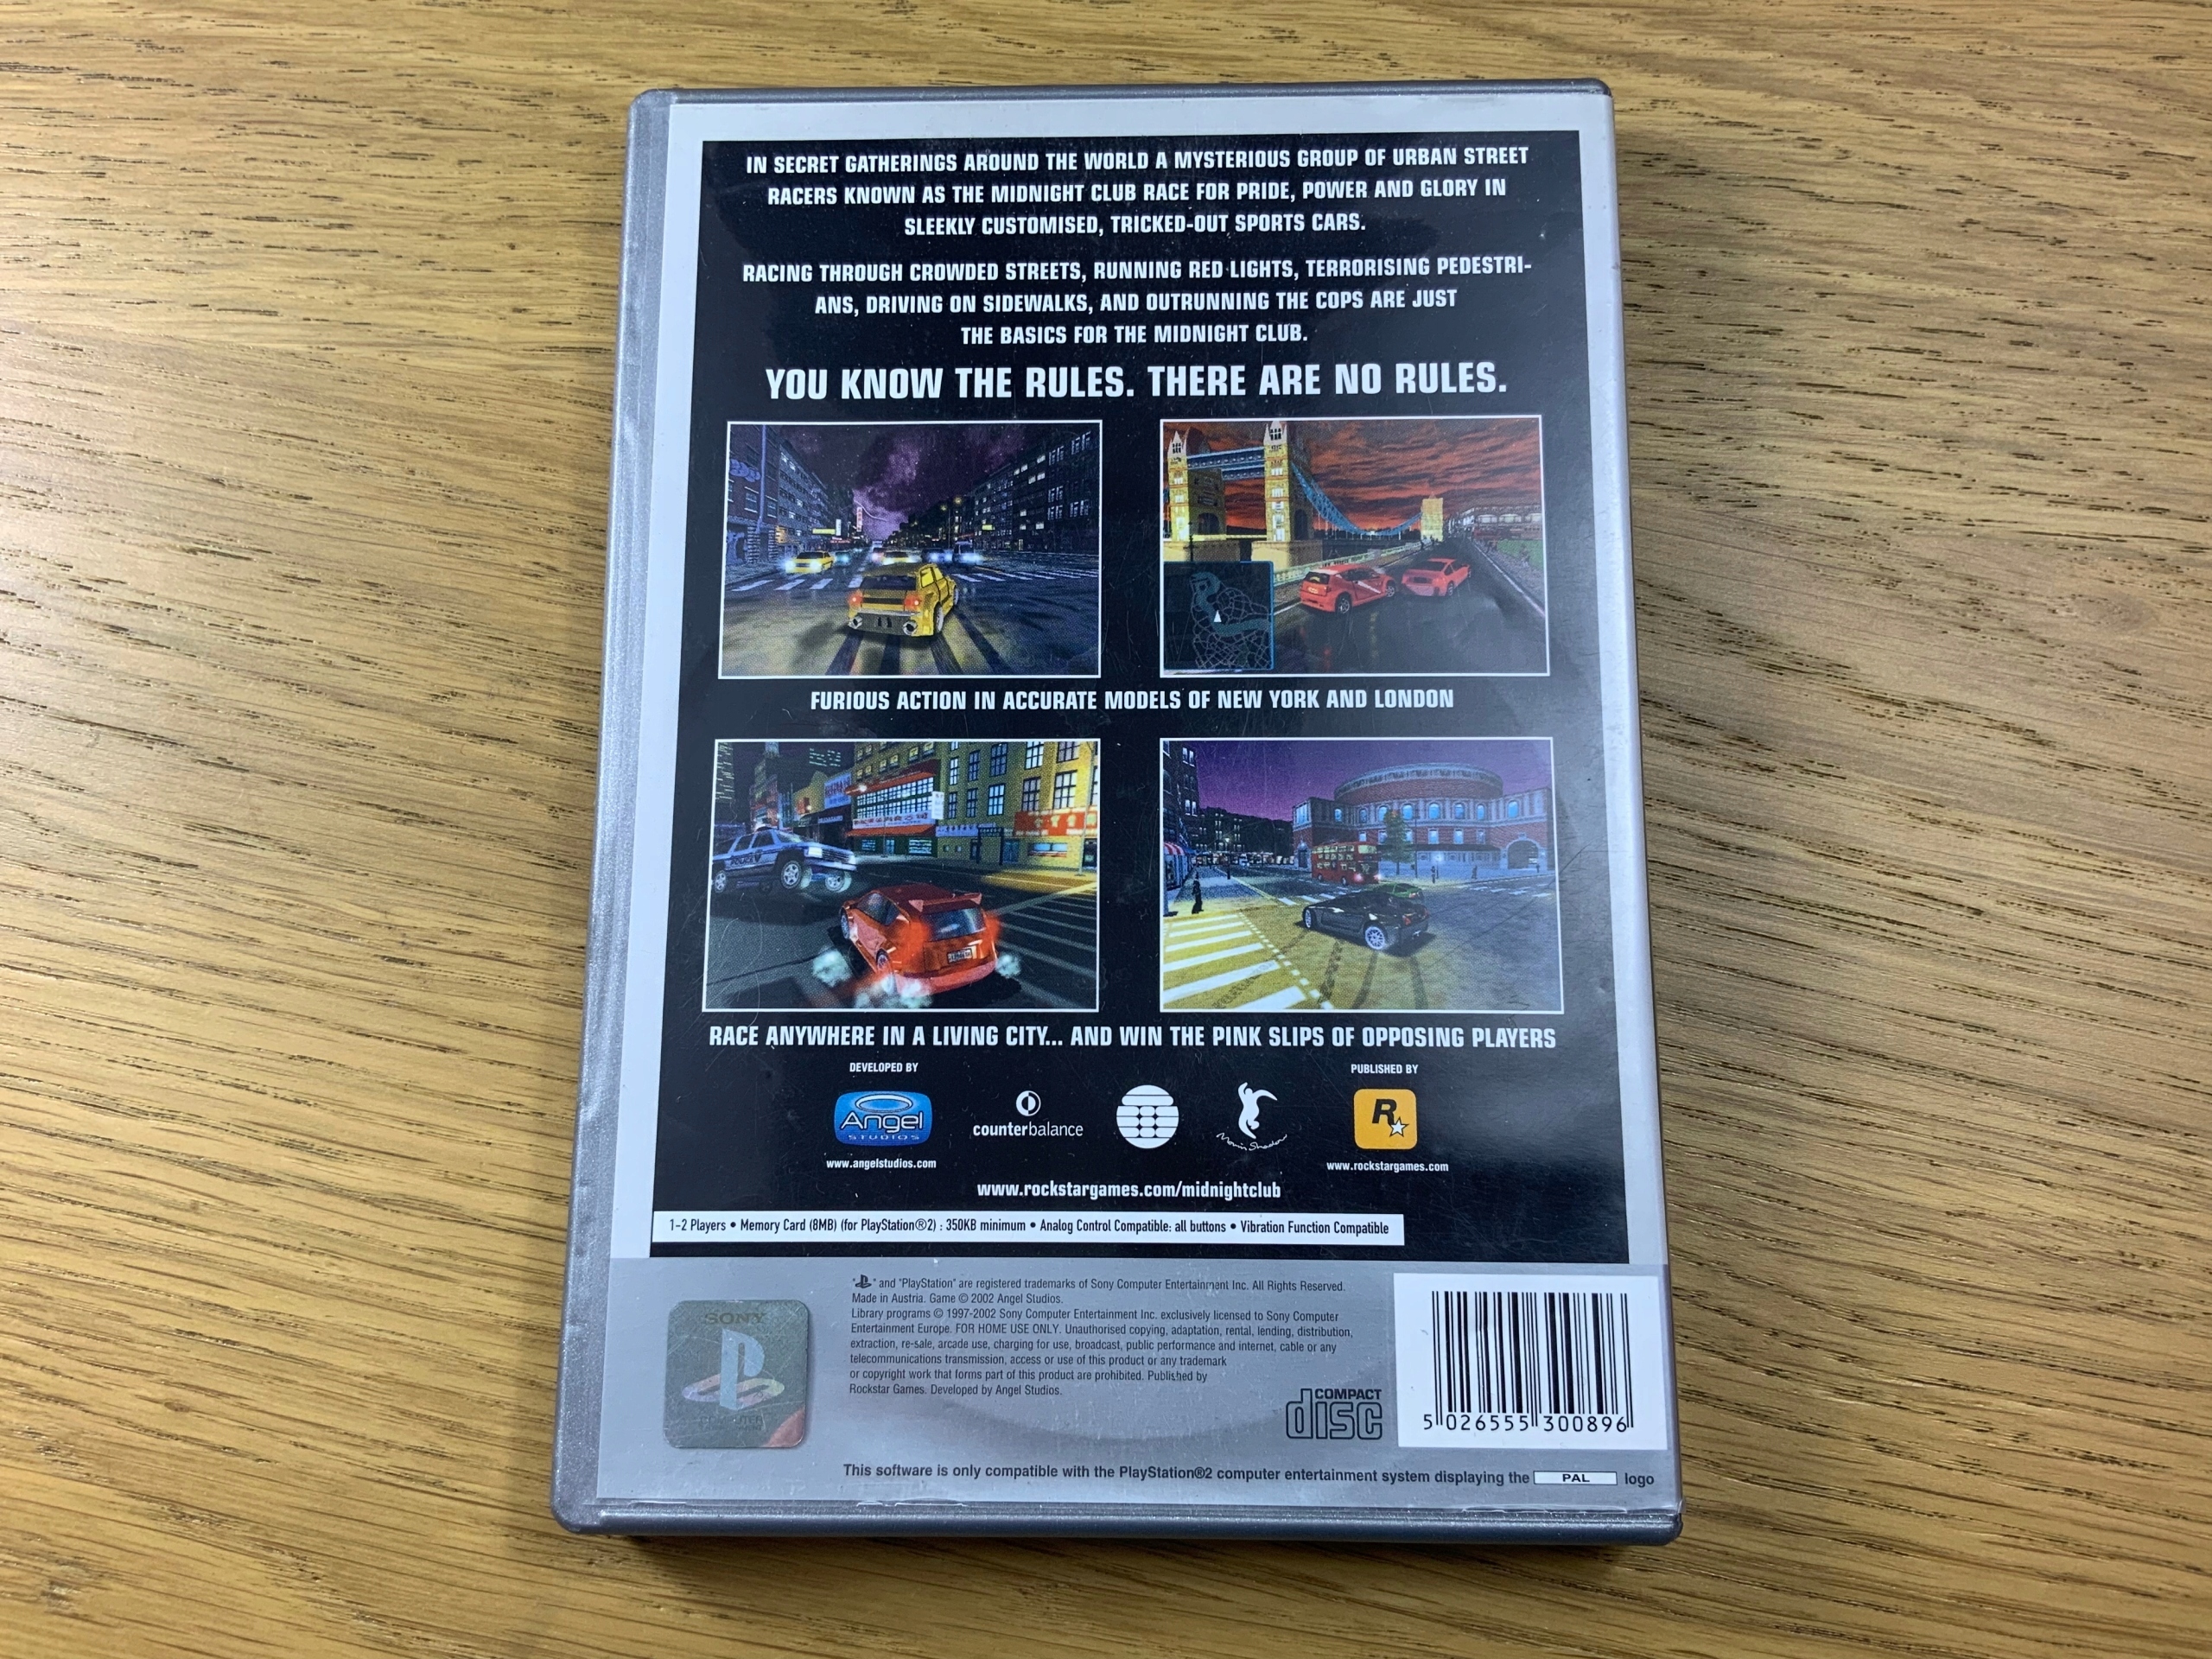 IN SECRET GATHERINGS AROUND THE WORLD A MYSTERIOUS GROUP OF URBAN STREET
RACERS KNOWN AS THE MIDNIGHT CLUB RACE FOR PRIDE, POWER AND GLORY IN
SLEEKLY CUSTOMISED, TRICKED-OUT SPORTS CARS.
RACING THROUGH CROWDED STREETS, RUNNING RED LIGHTS, TERRORISING PEDESTRI-
ANS, DRIVING ON SIDEWALKS, AND OUTRUNNING THE COPS ARE JUST
THE BASICS FOR THE MIDNIGHT CLUB.
YOU KNOW THE RULES. THERE ARE NO RULES.
FURIOUS ACTION IN ACCURATE MODELS OF NEW YORK AND LONDON
RACE ANYWHERE IN A LIVING CITY... AND WIN THE PINK SLIPS OF OPPOSING PLAYERS
DEVELOPED BY
PUBLISHED BY
Angel
STUDIOS
counterbalance
Movin Shadow
R
www.angelstudios.com
www.rockstargames.com
www.rockstargames.com/midnightclub
1-2 Players • Memory Card (8MB) (for PlayStation®2) : 350KB minimum • Analog Control Compatible: all buttons • Vibration Function Compatible
" " and "PlayStation" are registered trademarks of Sony Computer Entertainment Inc. All Rights Reserved.
Made in Austria. Game © 2002 Angel Studios.
Library programs © 1997-2002 Sony Computer Entertainment Inc. exclusively licensed to Sony Computer
Entertainment Europe. FOR HOME USE ONLY. Unauthorised copying, adaptation, rental, lending, distribution,
extraction, re-sale, arcade use, charging for use, broadcast, public performance and internet, cable or any
telecommunications transmission, access or use of this product or any trademark
or copyright work that forms part of this product are prohibited. Published by
Rockstar Games. Developed by Angel Studios.
SONY
COMPACT
disc
5 026555 300896
This software is only compatible with the PlayStation®2 computer entertainment system displaying the PAL logo